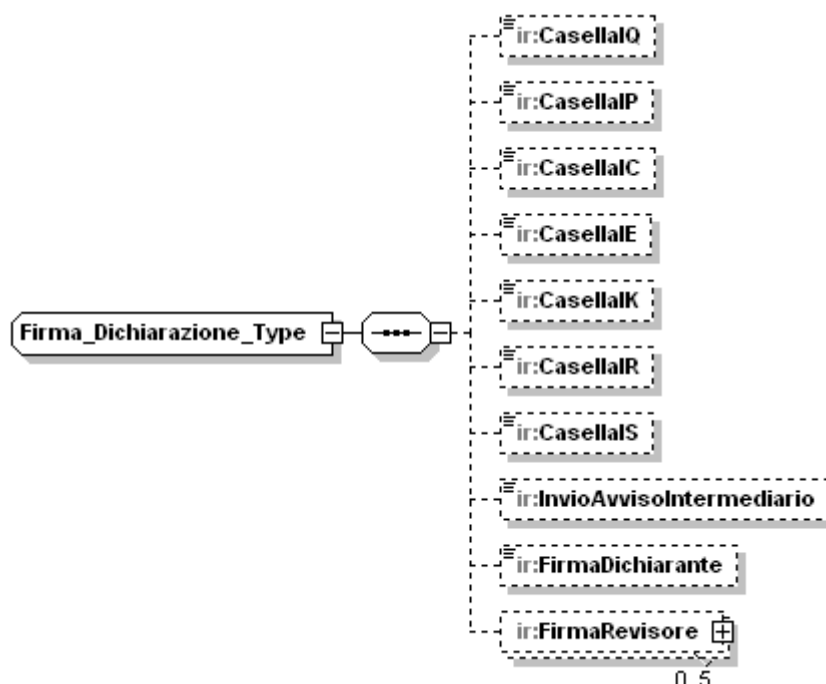 ir:CasellaIQ
ir:CasellaIP
ir:CasellaIC
ir:CasellaIE
ir:CasellaIK
Firma_Dichiarazione_Type
ir:CasellaIR
ir:CasellaIS
ir:InvioAvvisoIntermediario
ir:FirmaDichiarante
ir:FirmaRevisore
0..5